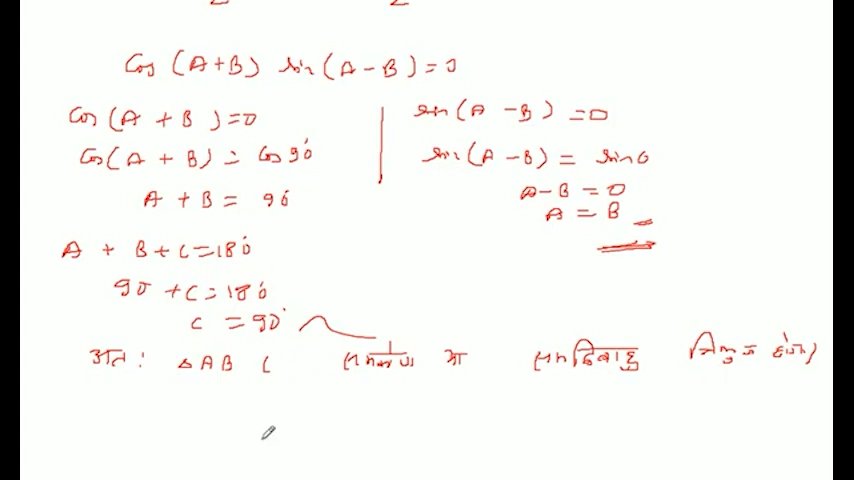 Cos (A+B) sin (A-B) = 0
Cos (A + B) = 0
Cos (A + B) = Cos 90°
A + B = 90°
A + B + C = 180°
90 + C = 180°
C = 90°
sin (A - B) = 0
sin (A - B) = sin 0
A - B = 0
A = B
अतः ΔABC समकोण या समद्विबाहु त्रिभुज होगा।